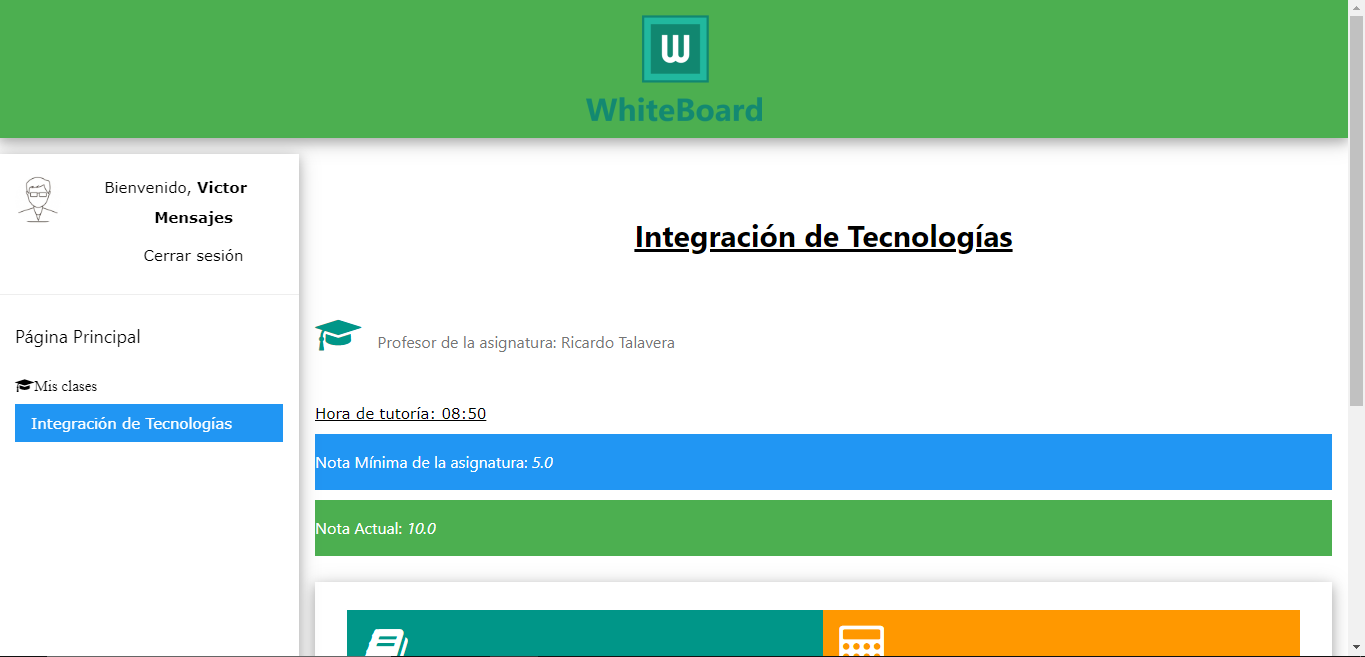 W
WhiteBoard
Bienvenido, Victor
Mensajes
Cerrar sesión
Página Principal
Mis clases
Integración de Tecnologías
Integración de Tecnologías
Profesor de la asignatura: Ricardo Talavera
Hora de tutoría: 08:50
Nota Mínima de la asignatura: 5.0
Nota Actual: 10.0